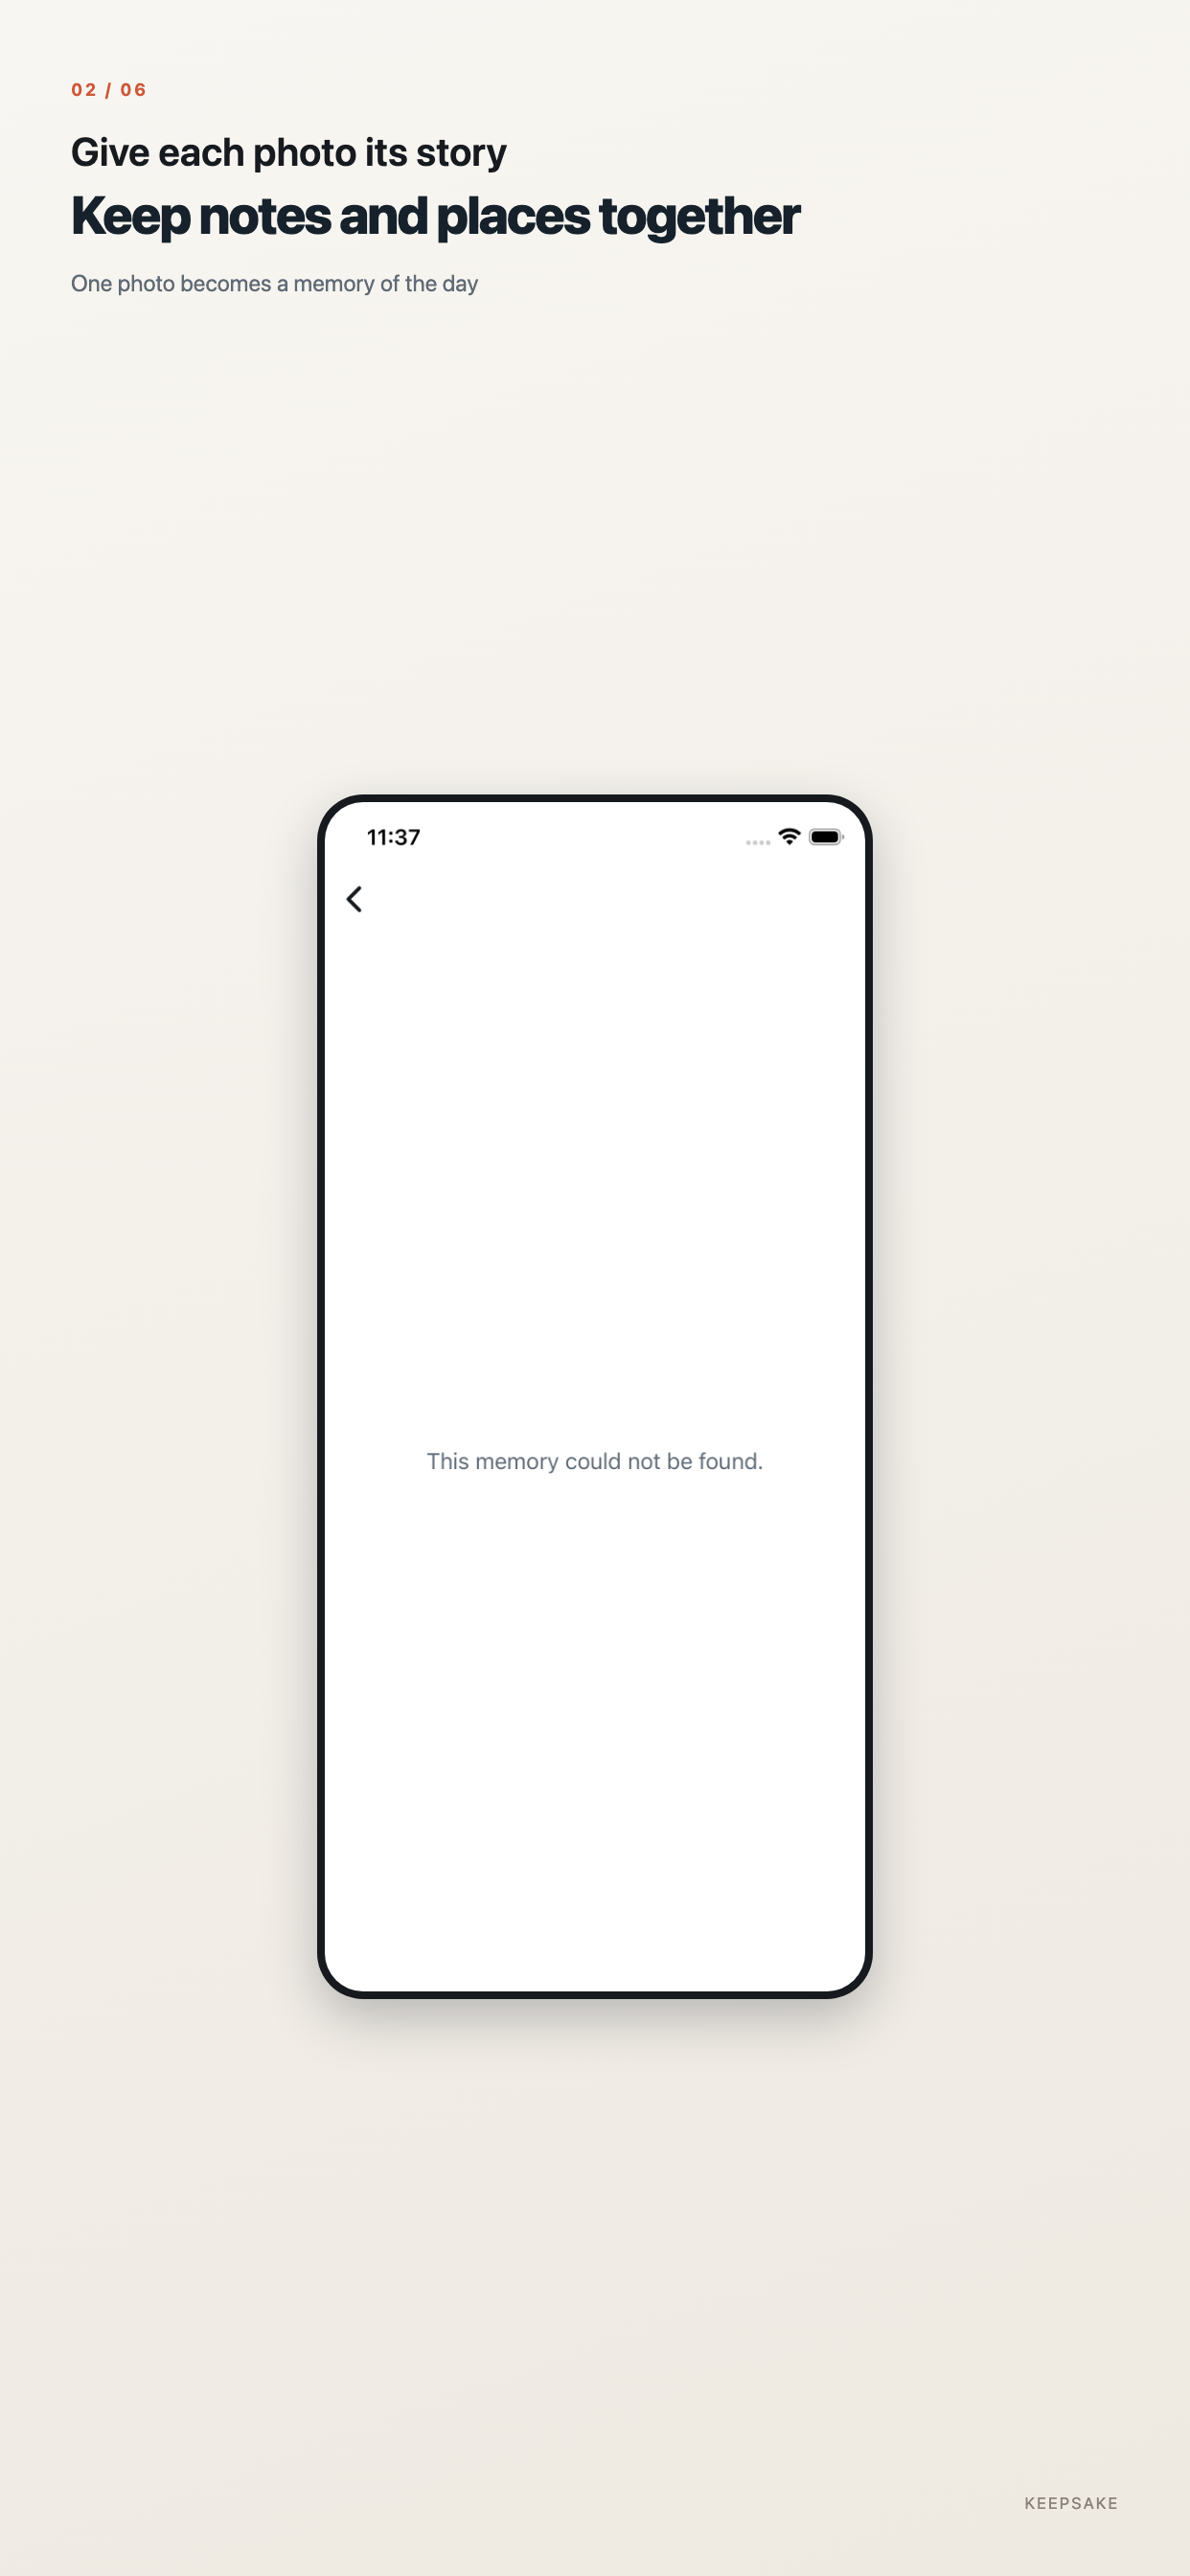 02 / 06
Give each photo its story
Keep notes and places together
One photo becomes a memory of the day
11:37
This memory could not be found.
KEEPSAKE